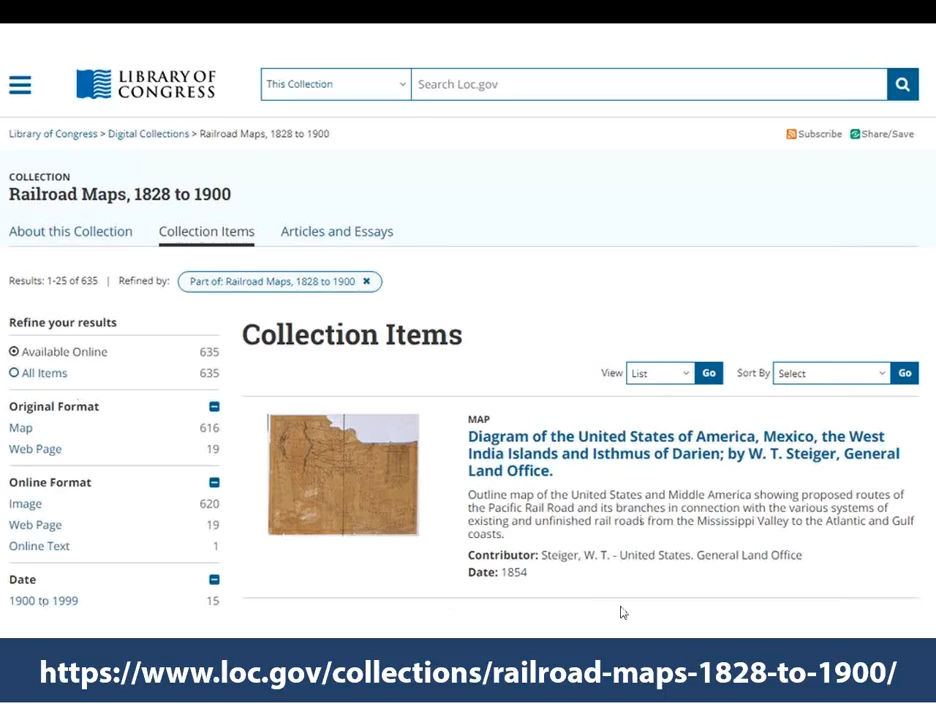 LIBRARY OF
CONGRESS
This Collection
Search Loc.gov
Library of Congress > Digital Collections > Railroad Maps, 1828 to 1900
Subscribe
Share/Save
COLLECTION
Railroad Maps, 1828 to 1900
About this Collection
Collection Items
Articles and Essays
Results: 1-25 of 635 | Refined by:
Part of: Railroad Maps, 1828 to 1900 ×
Refine your results
Available Online 635
All Items 635
Original Format
Map 616
Web Page 19
Online Format
Image 620
Web Page 19
Online Text 1
Date
1900 to 1999 15
Collection Items
View List Go Sort By Select Go
MAP
Diagram of the United States of America, Mexico, the West
India Islands and Isthmus of Darien; by W. T. Steiger, General
Land Office.
Outline map of the United States and Middle America showing proposed routes of
the Pacific Rail Road and its branches in connection with the various systems of
existing and unfinished rail roads from the Mississippi Valley to the Atlantic and Gulf
coasts.
Contributor: Steiger, W. T. - United States. General Land Office
Date: 1854
https://www.loc.gov/collections/railroad-maps-1828-to-1900/